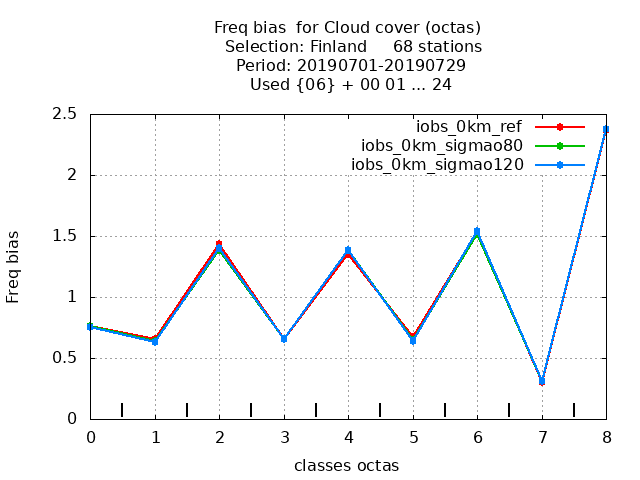 Freq bias  for Cloud cover (octas)
Selection: Finland     68 stations
Period: 20190701-20190729
Used {06} + 00 01 ... 24
iobs_0km_ref
iobs_0km_sigmao80
iobs_0km_sigmao120
Freq bias
2.5
2
1.5
1
0.5
0
0 1 2 3 4 5 6 7 8
classes octas